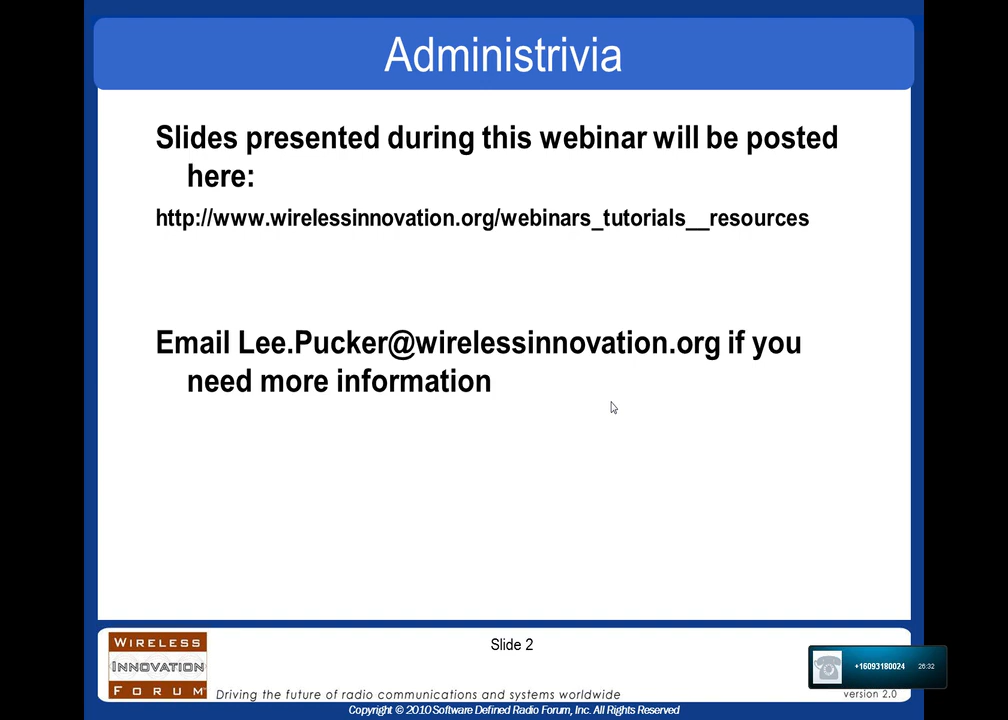 Administrivia
Slides presented during this webinar will be posted
here:
http://www.wirelessinnovation.org/webinars_tutorials__resources
Email Lee.Pucker@wirelessinnovation.org if you
need more information
Slide 2
WIRELESS
INNOVATION
FORUM
Driving the future of radio communications and systems worldwide
+16093180024 26:32
version 2.0
Copyright © 2010 Software Defined Radio Forum, Inc. All Rights Reserved